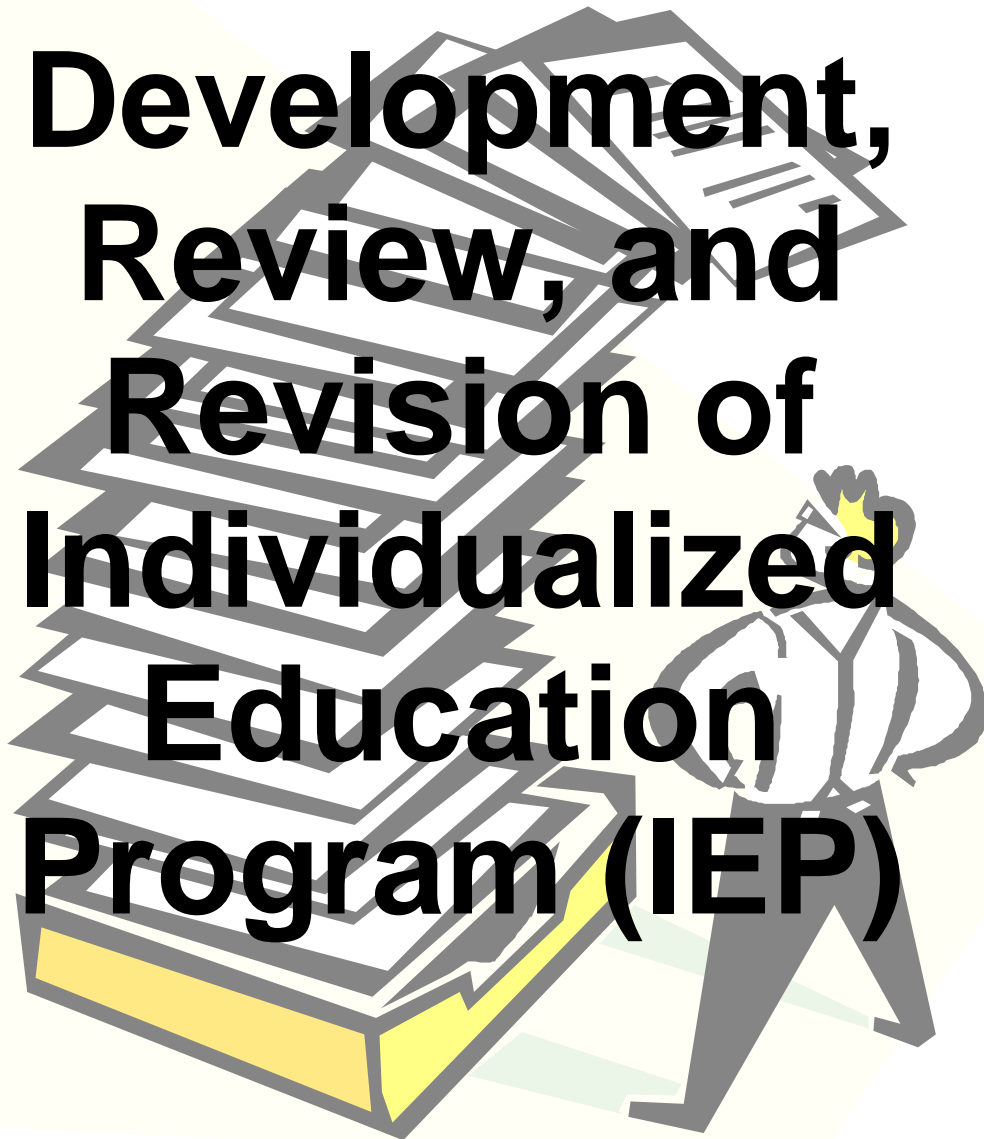 Development,
Review, and
Revision of
Individualized
Education
Program (IEP)